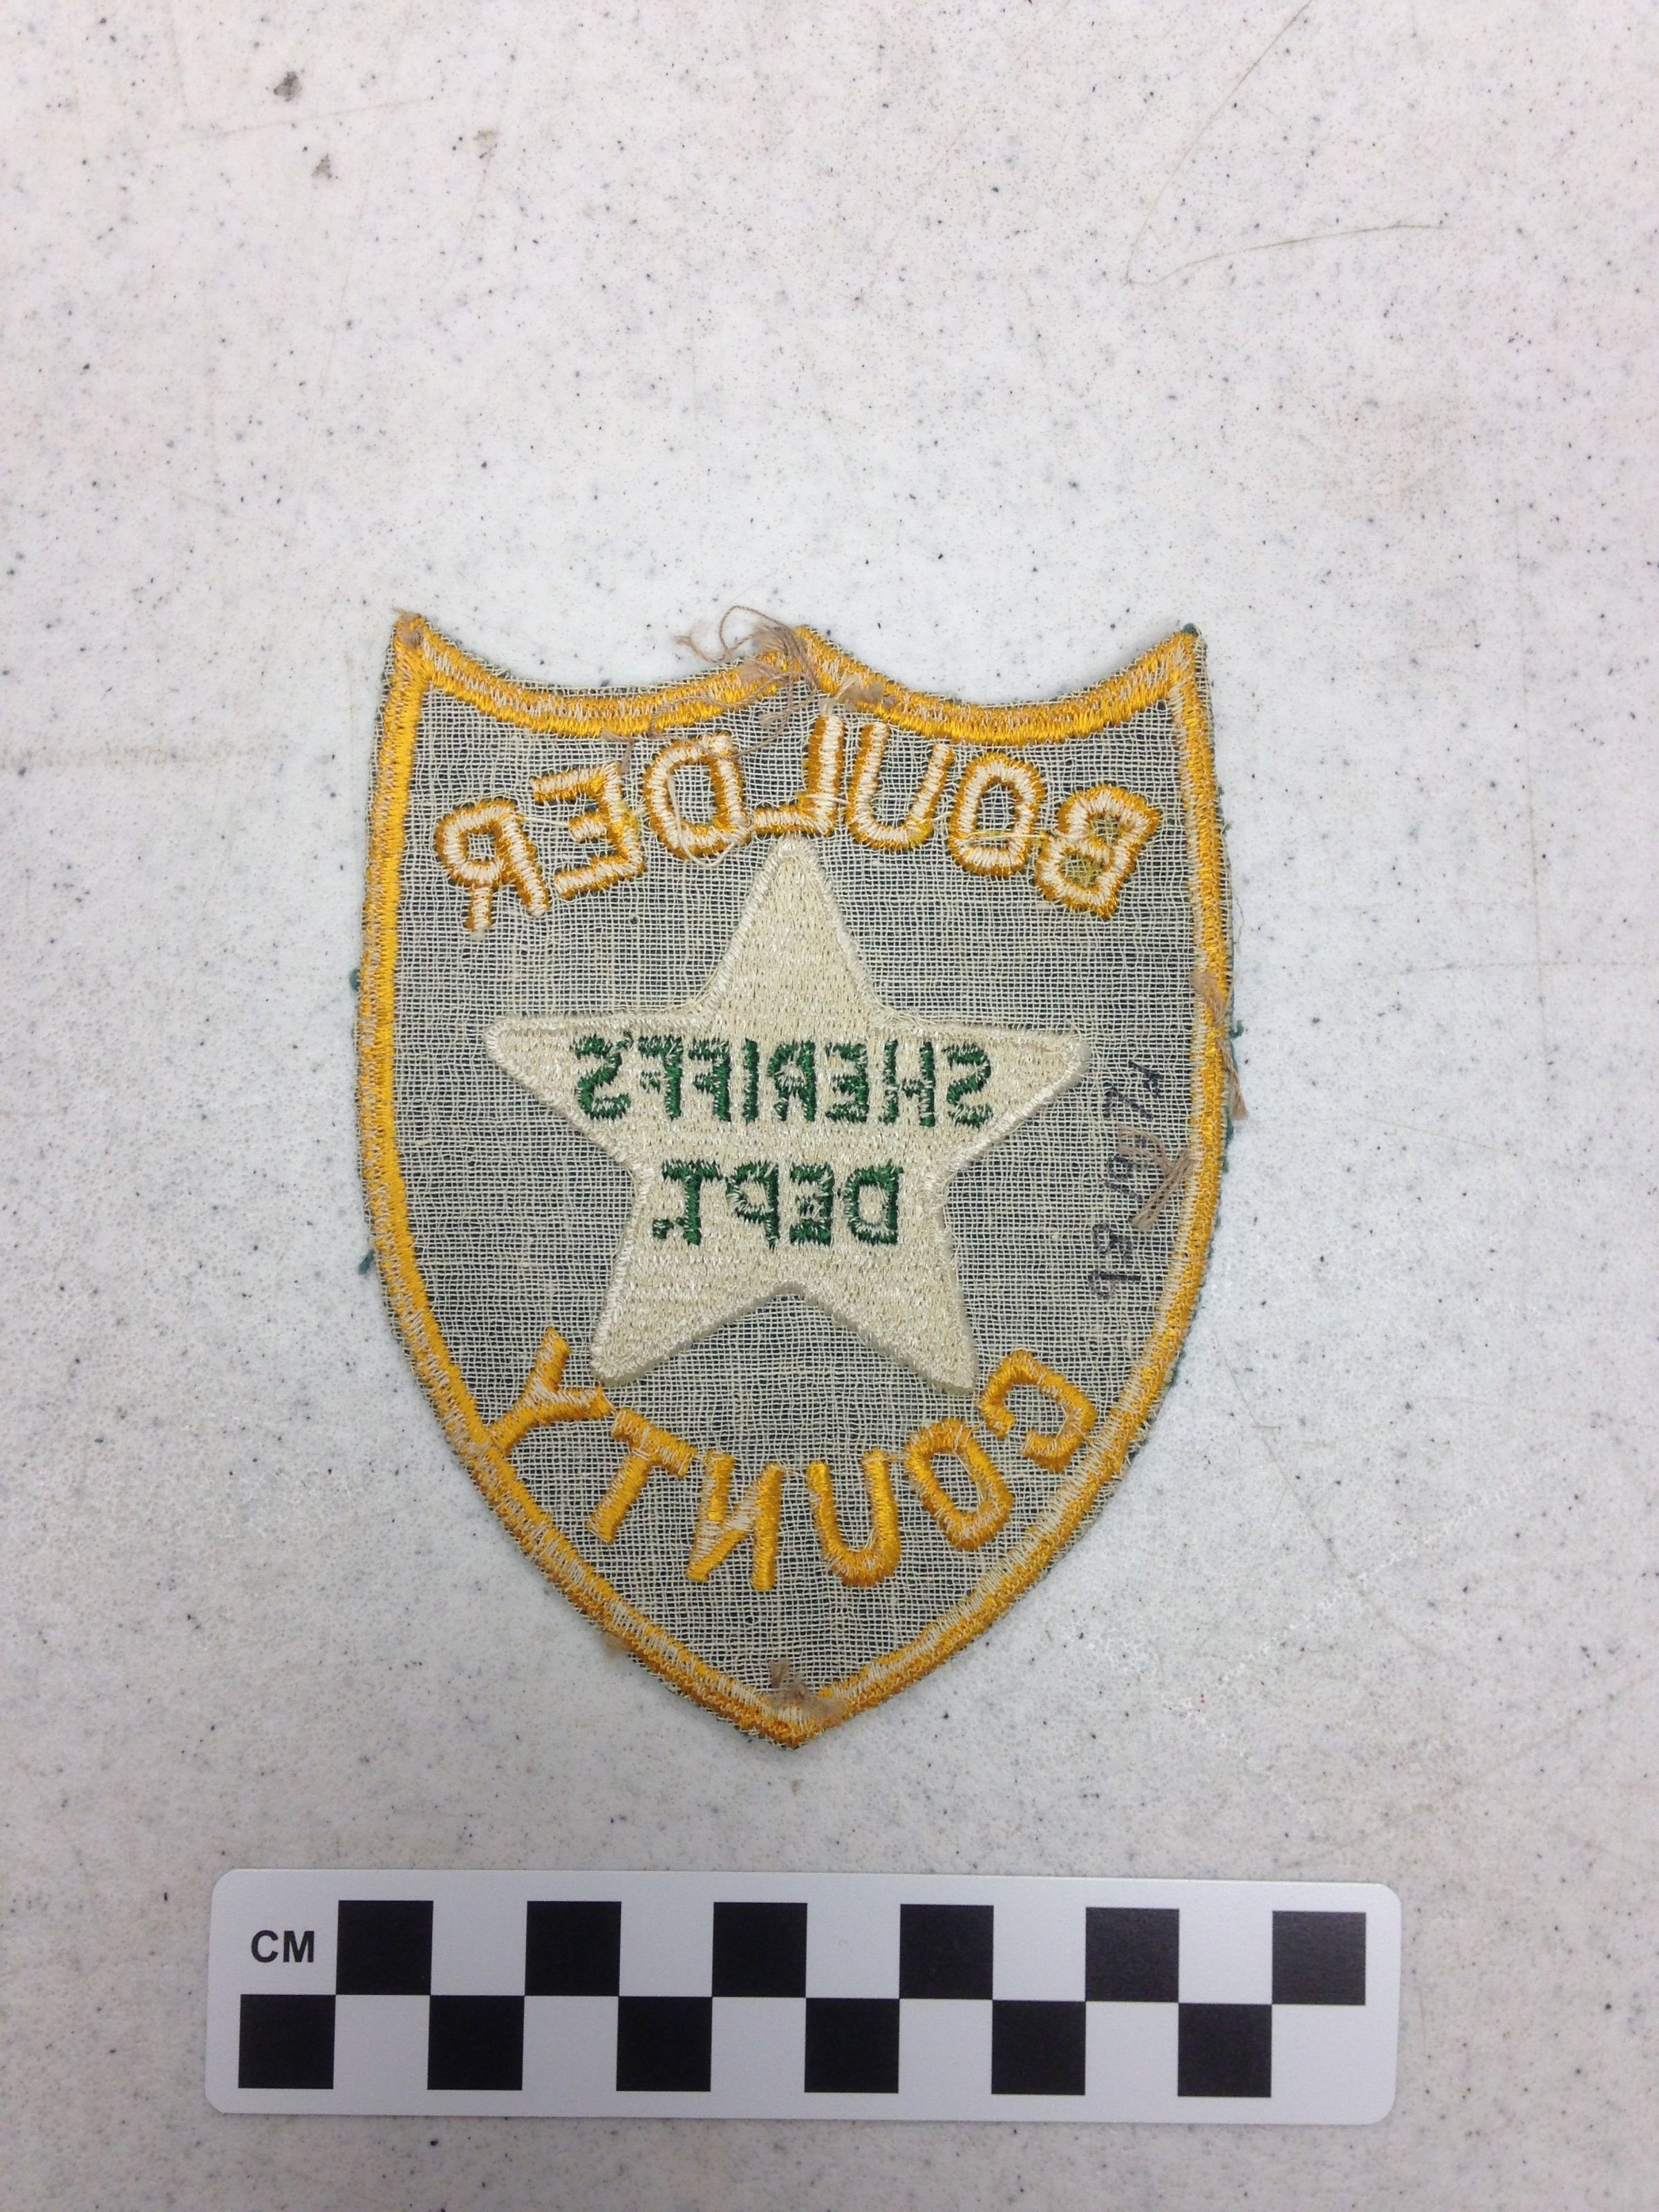 BOULDER
SHERIFF'S
DEPT.
COUNTY
CM